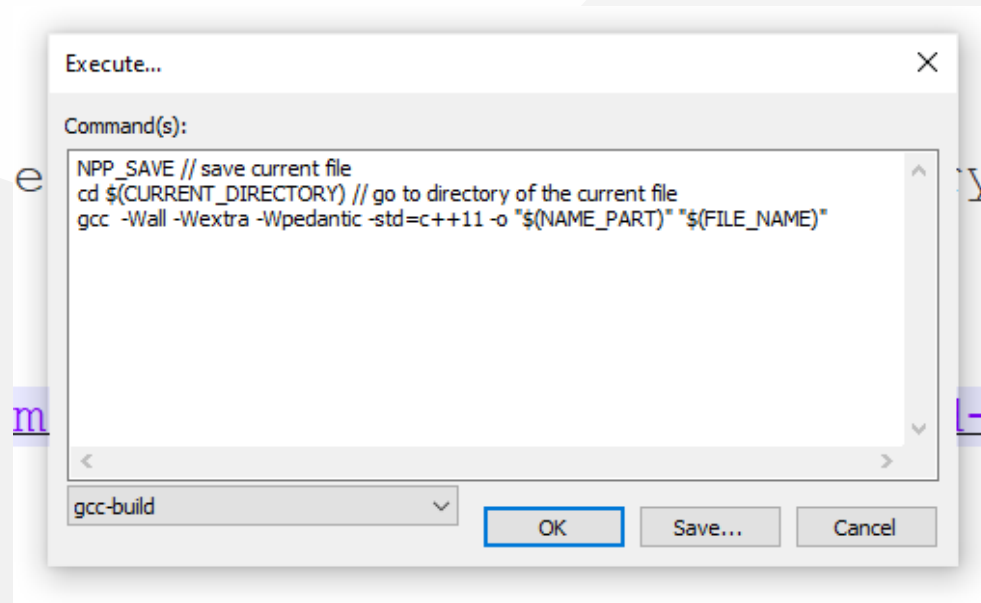 Execute...
Command(s):
NPP_SAVE // save current file
cd $(CURRENT_DIRECTORY) // go to directory of the current file
gcc  -Wall -Wextra -Wpedantic -std=c++11 -o "$(NAME_PART)" "$(FILE_NAME)"
gcc-build
OK
Save...
Cancel